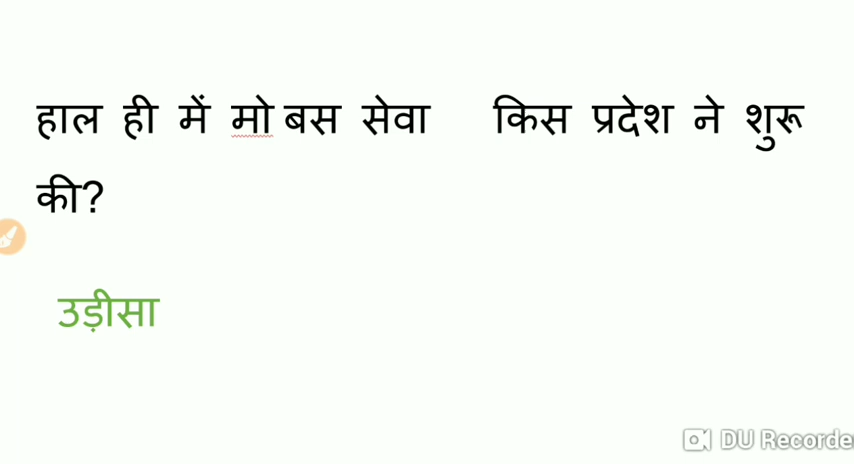 हाल ही में मो बस सेवा किस प्रदेश ने शुरू
की?
उड़ीसा
DU Recorde